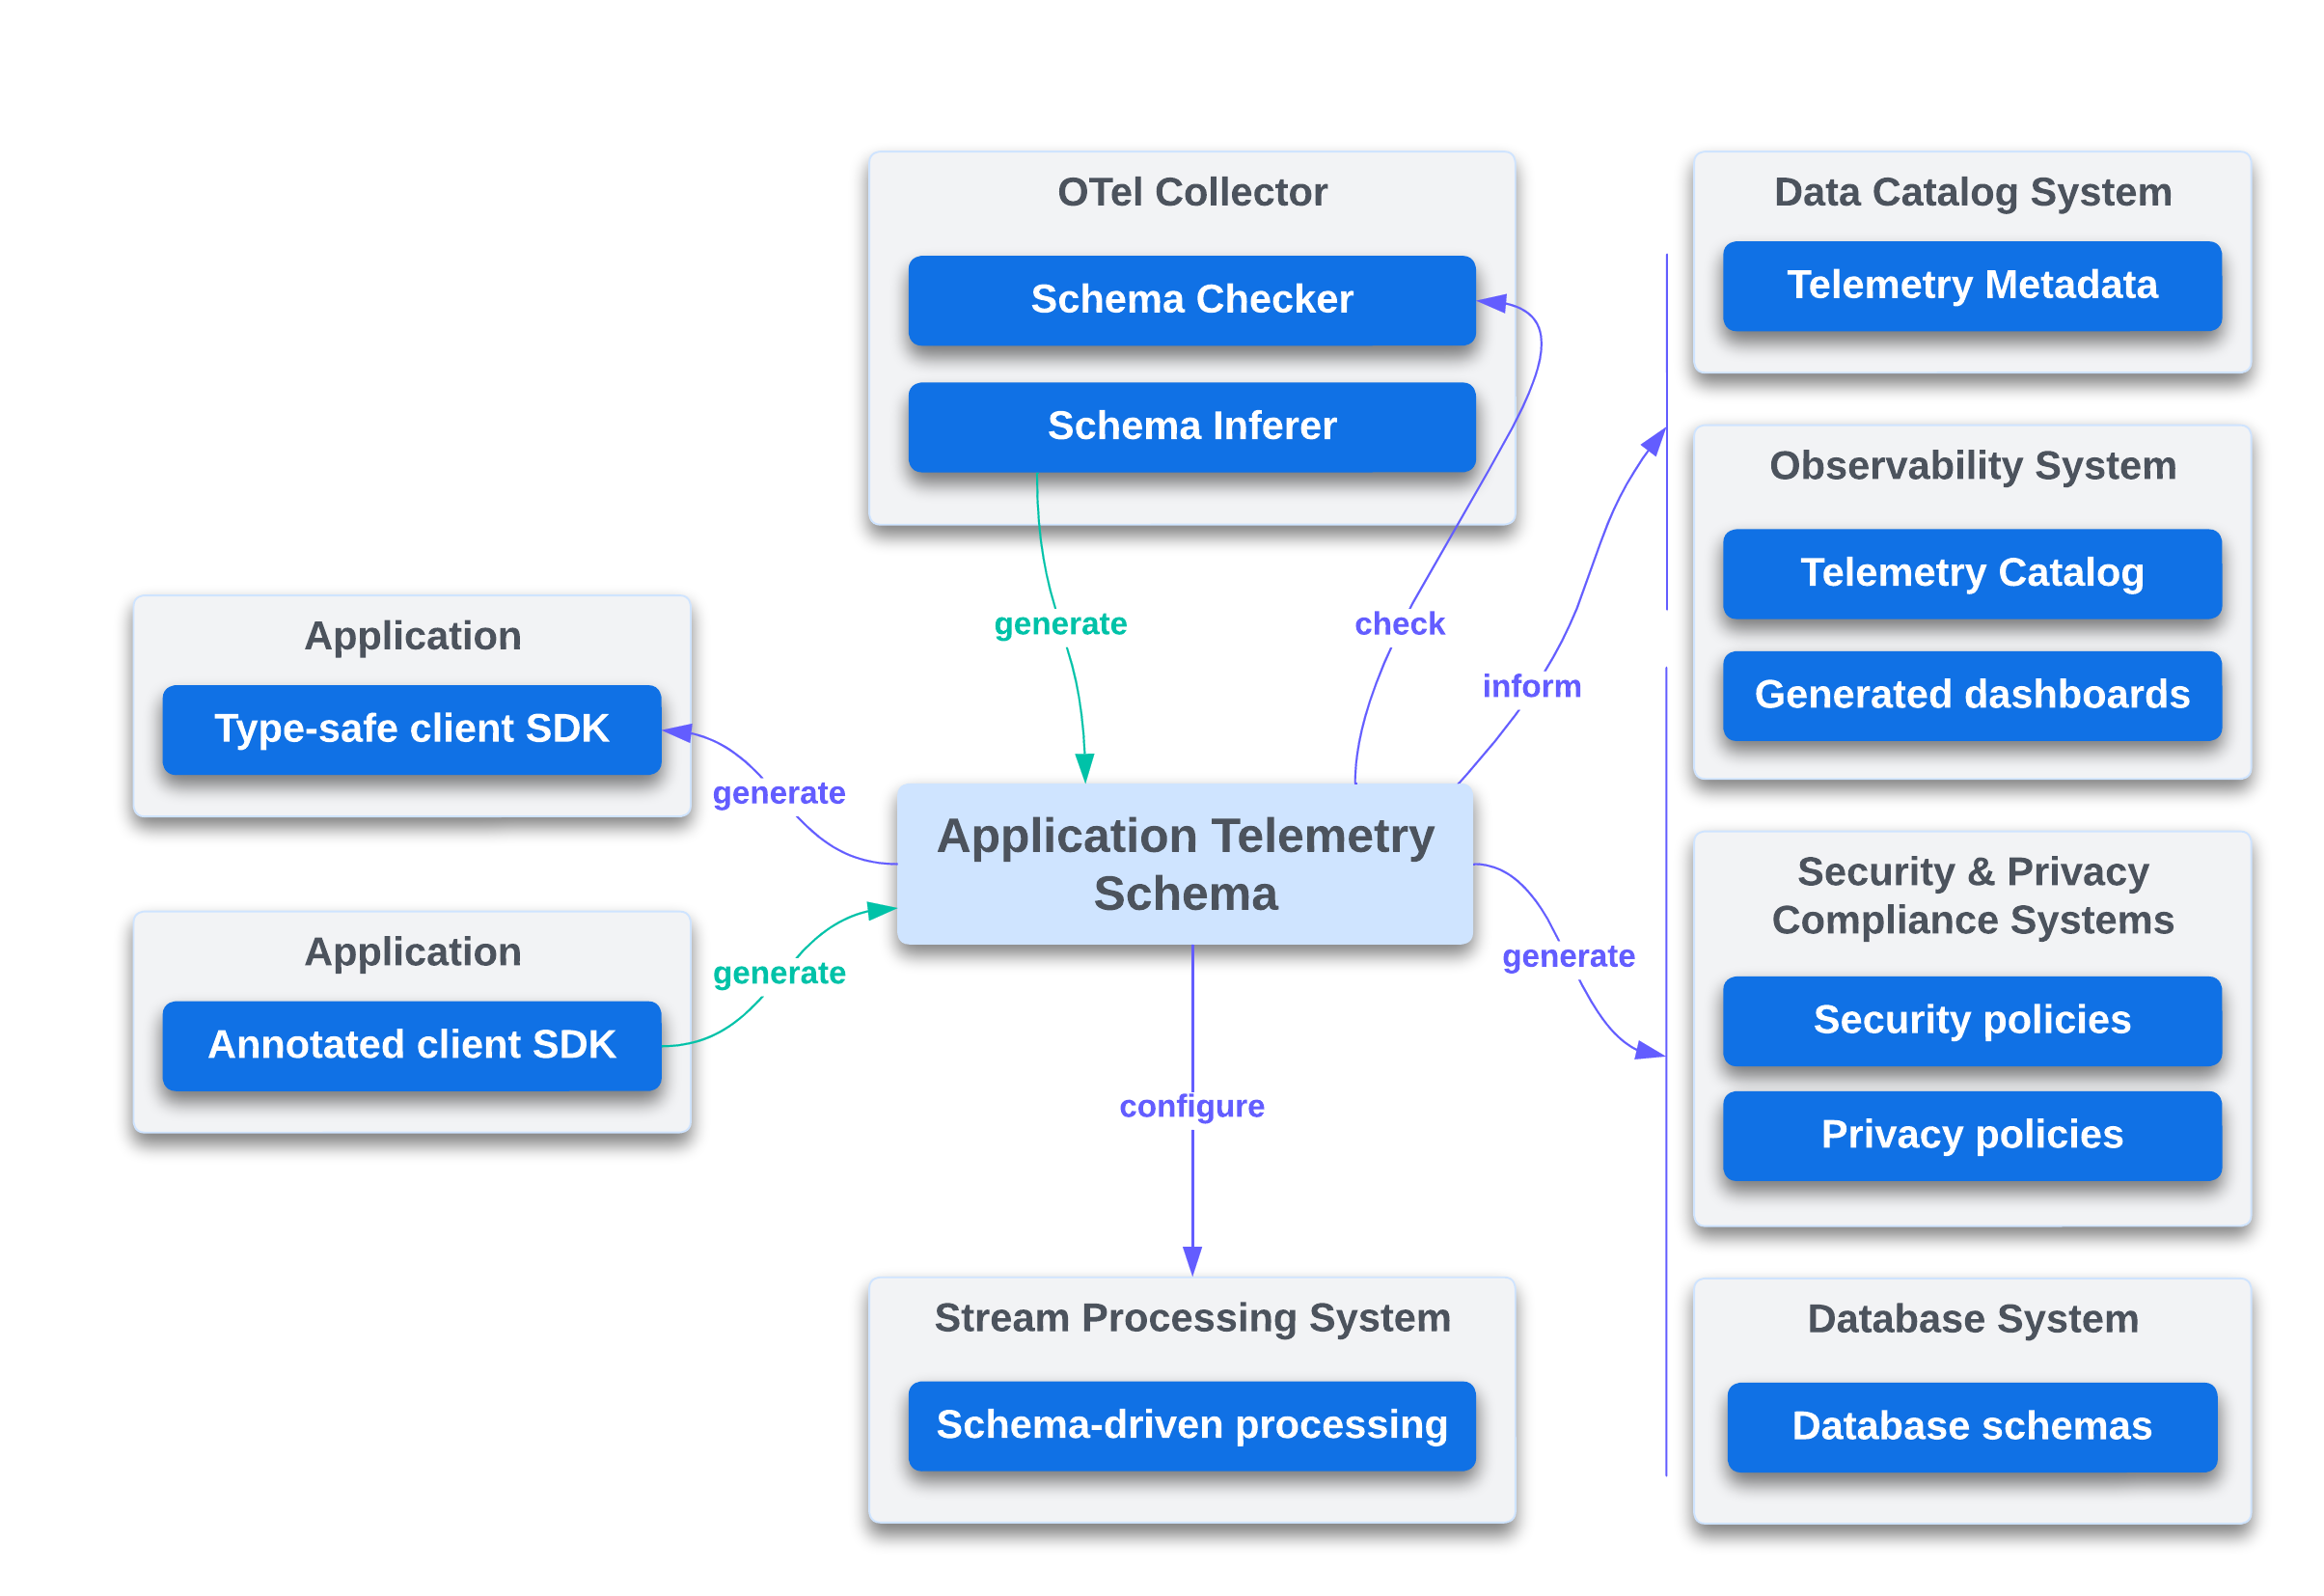 OTel Collector
Schema Checker
Schema Inferer
Data Catalog System
Telemetry Metadata
Observability System
Telemetry Catalog
Generated dashboards
generate
check
inform
Application
Type-safe client SDK
generate
Application Telemetry
Schema
Application
Annotated client SDK
generate
generate
configure
Security & Privacy
Compliance Systems
Security policies
Privacy policies
Stream Processing System
Schema-driven processing
Database System
Database schemas